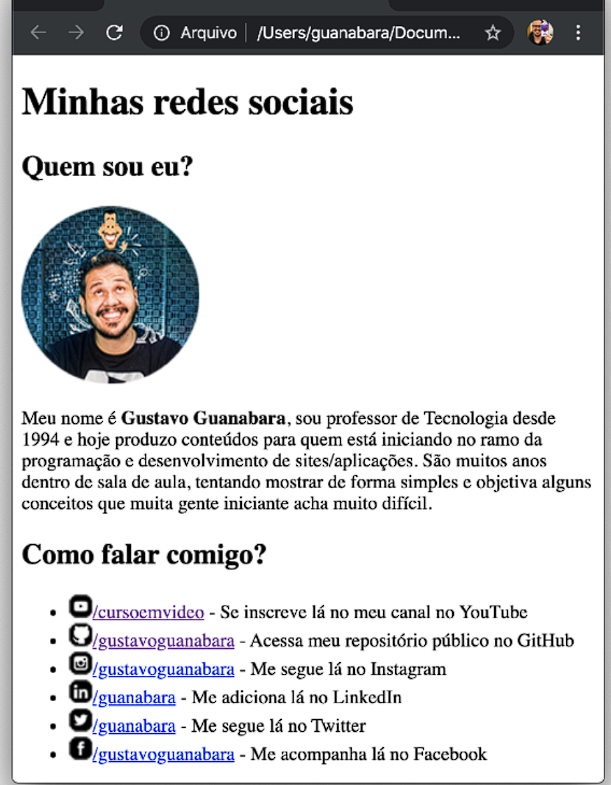 Arquivo /Users/guanabara/Docum...
Minhas redes sociais
Quem sou eu?
Meu nome é Gustavo Guanabara, sou professor de Tecnologia desde
1994 e hoje produzo conteúdos para quem está iniciando no ramo da
programação e desenvolvimento de sites/aplicações. São muitos anos
dentro de sala de aula, tentando mostrar de forma simples e objetiva alguns
conceitos que muita gente iniciante acha muito difícil.
Como falar comigo?
/cursoemvideo - Se inscreve lá no meu canal no YouTube
/gustavoguanabara - Acessa meu repositório público no GitHub
/gustavoguanabara - Me segue lá no Instagram
/guanabara - Me adiciona lá no LinkedIn
/guanabara - Me segue lá no Twitter
/gustavoguanabara - Me acompanha lá no Facebook